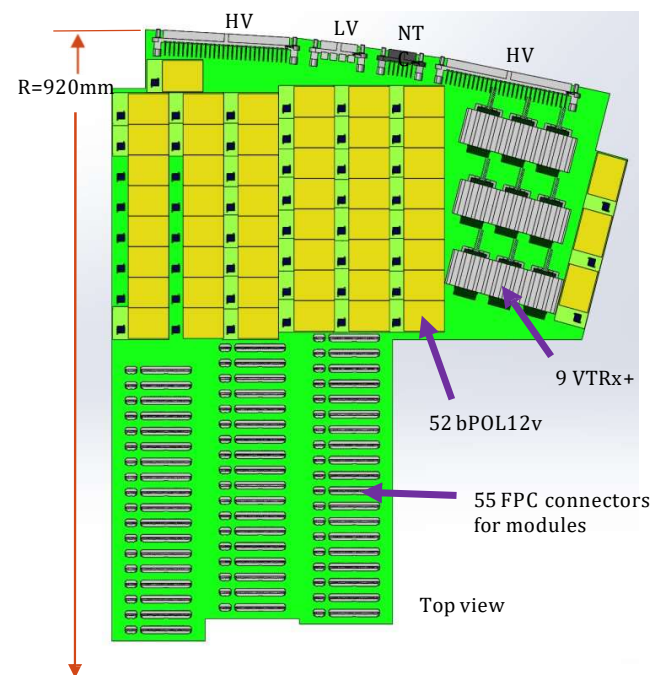 HV
LV
NT
C
HV
R=920mm
9 VTRx+
52 bPOL12v
55 FPC connectors
for modules
Top view